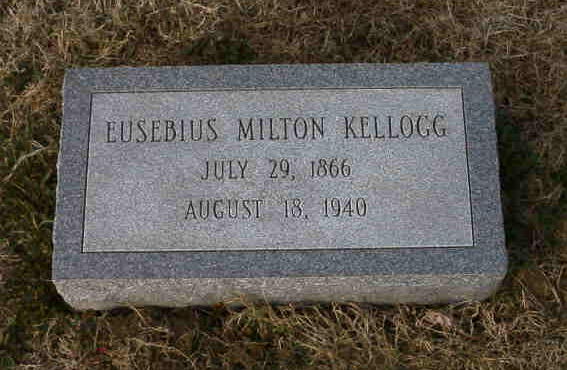 EUSEBIUS MILTON KELLOGG
JULY 29, 1866
AUGUST 18, 1940